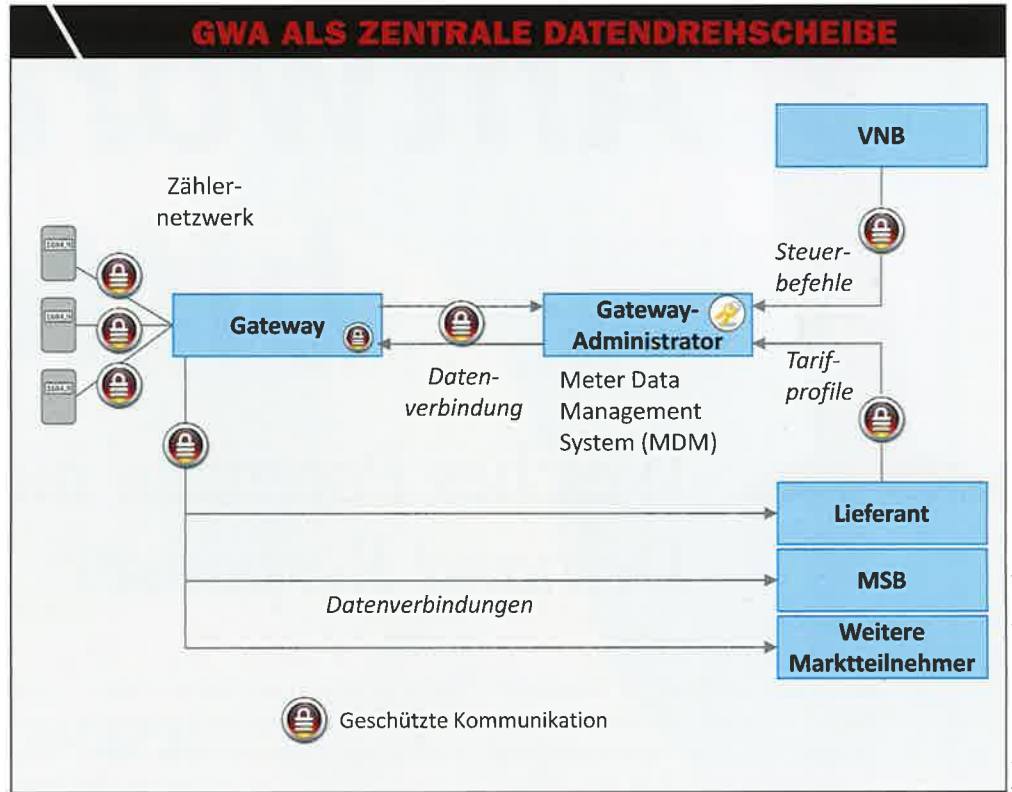 GWA ALS ZENTRALE DATENDREHSCHEIBE
VNB
Zähler-
netzwerk
Steuer-
befehle
Gateway
Gateway-
Administrator
Daten-
verbindung
Meter Data
Management
System (MDM)
Tarif-
profile
Lieferant
MSB
Datenverbindungen
Weitere
Marktteilnehmer
Geschützte Kommunikation